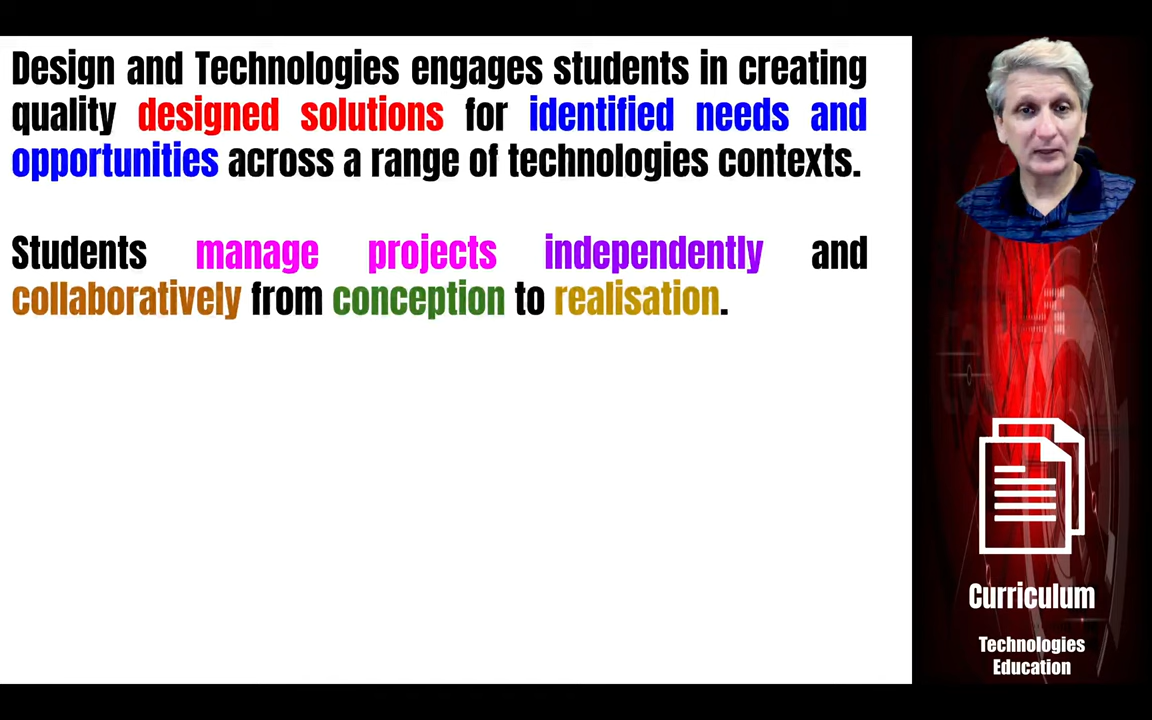 Design and Technologies engages students in creating
quality designed solutions for identified needs and
opportunities across a range of technologies contexts.
Students manage projects independently and
collaboratively from conception to realisation.
Curriculum
Technologies
Education